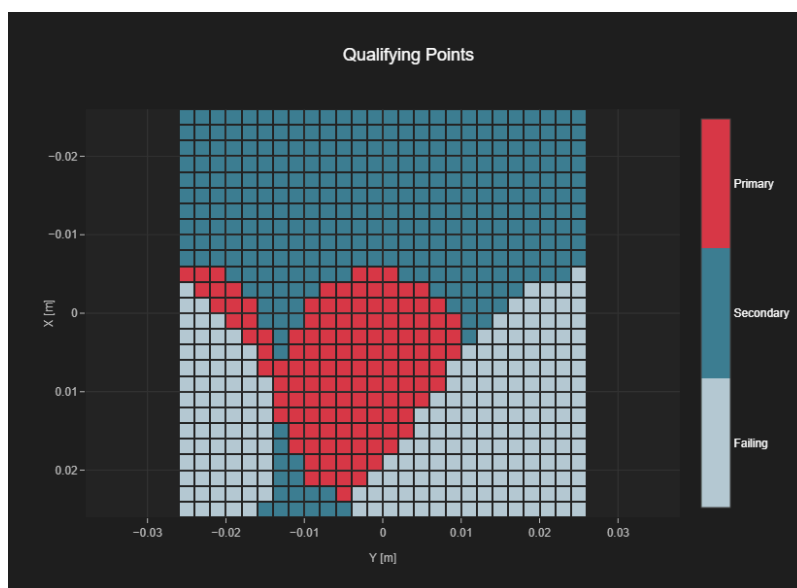 Qualifying Points
−0.02
−0.01
0
0.01
0.02
X [m]
−0.03
−0.02
−0.01
0
0.01
0.02
0.03
Y [m]
Primary
Secondary
Failing